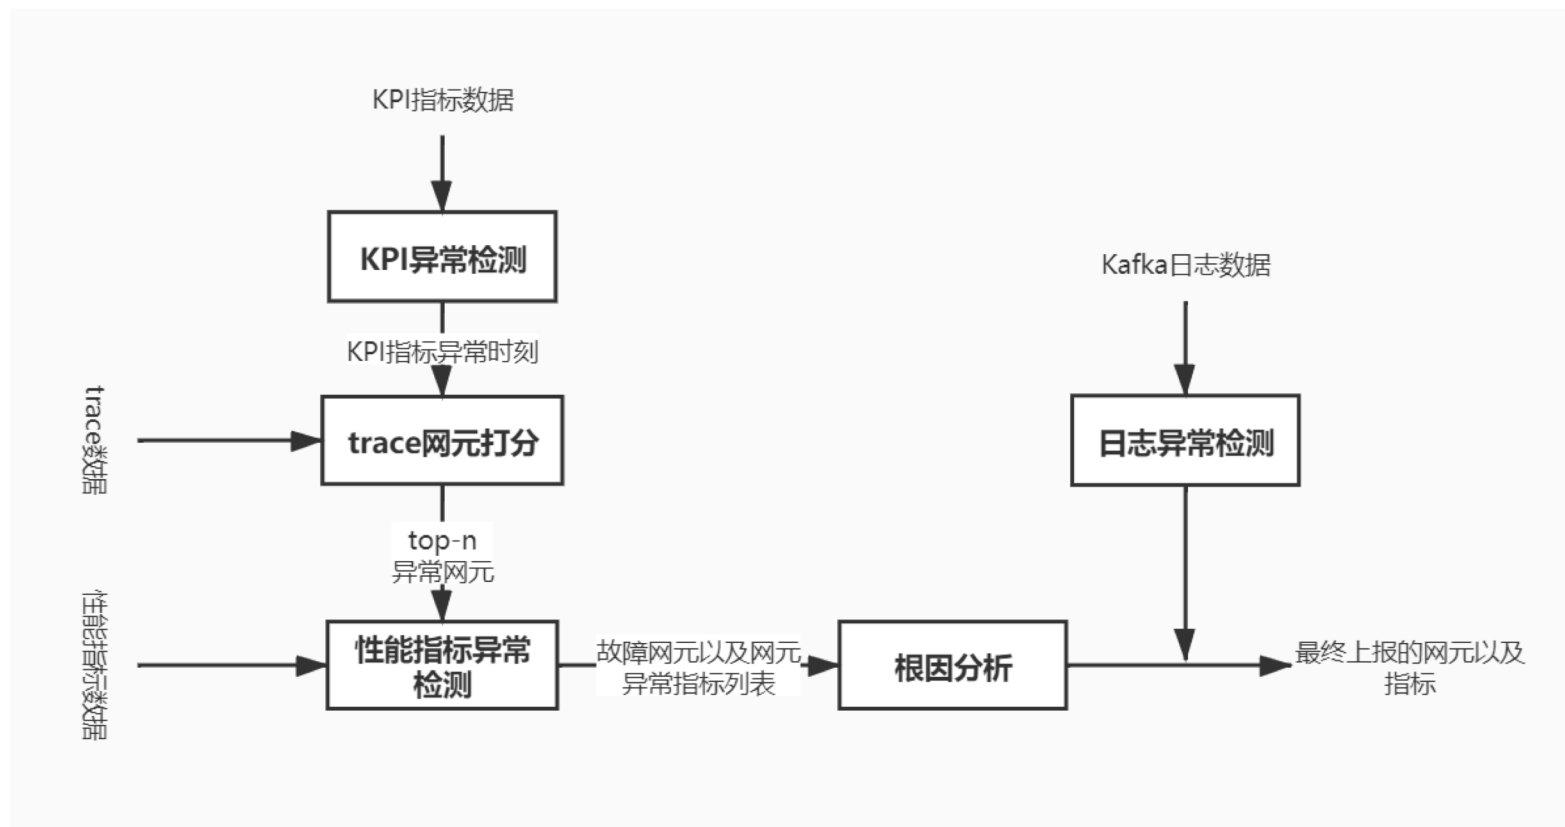 KPI指标数据
KPI异常检测
Kafka日志数据
KPI指标异常时刻
trace数据
trace网元打分
日志异常检测
top-n
异常网元
性能指标数据
性能指标异常
检测
故障网元以及网元
异常指标列表
根因分析
最终上报的网元以及
指标